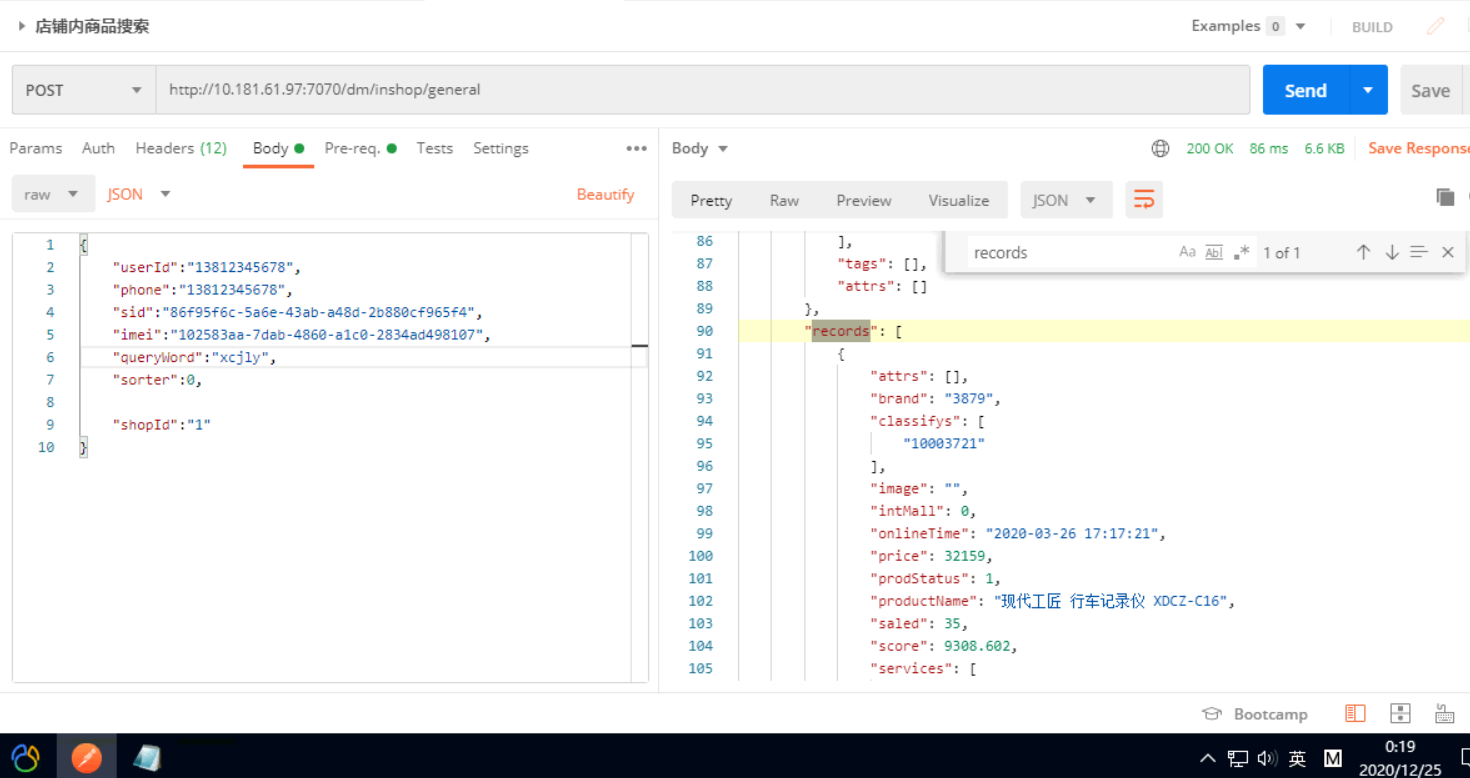 店铺内商品搜索
Examples 0
BUILD
POST
http://10.181.61.97:7070/dm/inshop/general
Send
Save
Params Auth Headers (12) Body Pre-req. Tests Settings
raw JSON Beautify
1 {
2 "userId":"13812345678",
3 "phone":"13812345678",
4 "sid":"86f95f6c-5a6e-43ab-a48d-2b880cf965f4",
5 "imei":"102583aa-7dab-4860-a1c0-2834ad498107",
6 "queryWord":"xcjly",
7 "sorter":0,
8
9 "shopId":"1"
10 }
Body
200 OK 86 ms 6.6 KB Save Response
Pretty Raw Preview Visualize JSON
records Aa Abl .* 1 of 1
86 ],
87 "tags": [],
88 "attrs": []
89 },
90 "records": [
91 {
92 "attrs": [],
93 "brand": "3879",
94 "classifys": [
95 "10003721"
96 ],
97 "image": "",
98 "intMall": 0,
99 "onlineTime": "2020-03-26 17:17:21",
100 "price": 32159,
101 "prodStatus": 1,
102 "productName": "现代工匠 行车记录仪 XDCZ-C16",
103 "saled": 35,
104 "score": 9308.602,
105 "services": [
Bootcamp
英 M
0:19
2020/12/25